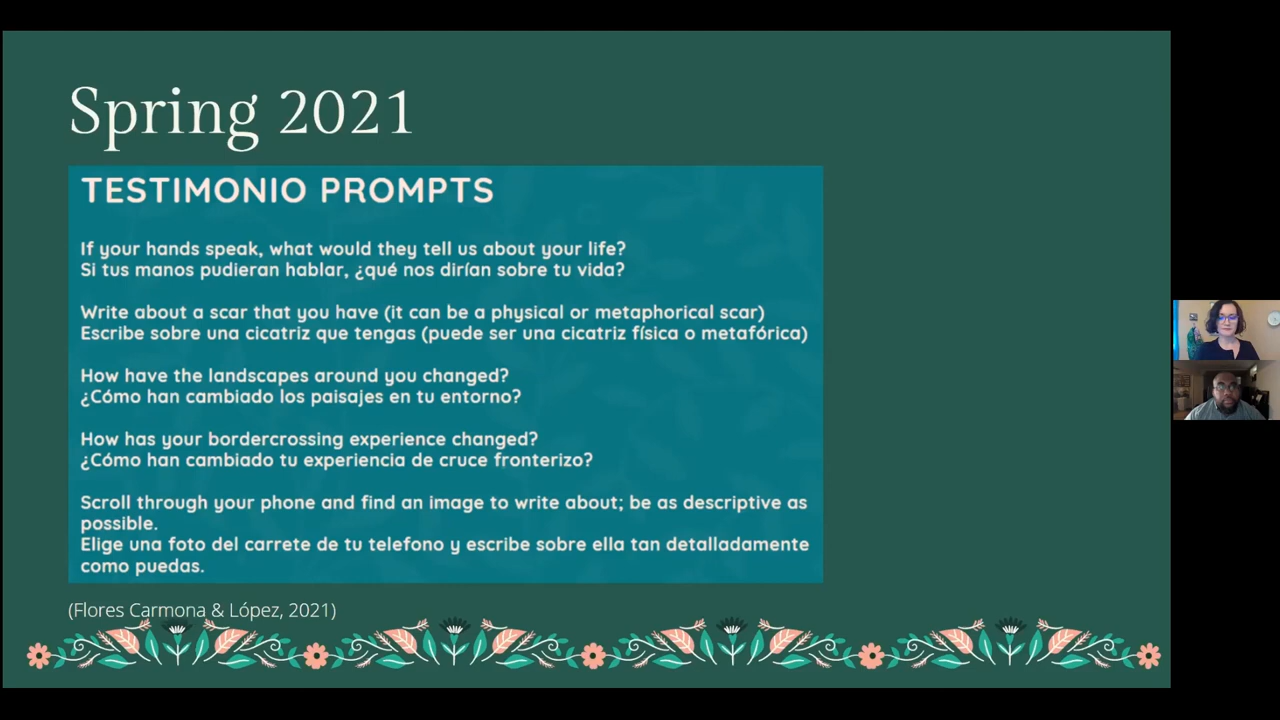 Spring 2021
TESTIMONIO PROMPTS
If your hands speak, what would they tell us about your life?
Si tus manos pudieran hablar, ¿qué nos dirían sobre tu vida?
Write about a scar that you have (it can be a physical or metaphorical scar)
Escribe sobre una cicatriz que tengas (puede ser una cicatriz física o metafórica)
How have the landscapes around you changed?
¿Cómo han cambiado los paisajes en tu entorno?
How has your bordercrossing experience changed?
¿Cómo han cambiado tu experiencia de cruce fronterizo?
Scroll through your phone and find an image to write about; be as descriptive as
possible.
Elige una foto del carrete de tu telefono y escribe sobre ella tan detalladamente
como puedas.
(Flores Carmona & López, 2021)